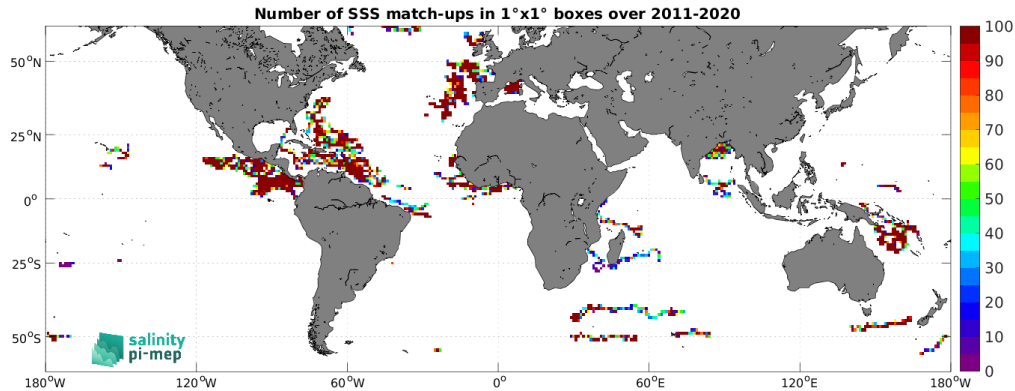 Number of SSS match-ups in 1°x1° boxes over 2011-2020
50°N
25°N
0°
25°S
50°S
180°W
120°W
60°W
0°
60°E
120°E
180°W
100
90
80
70
60
50
40
30
20
10
0
salinity
pi-mep